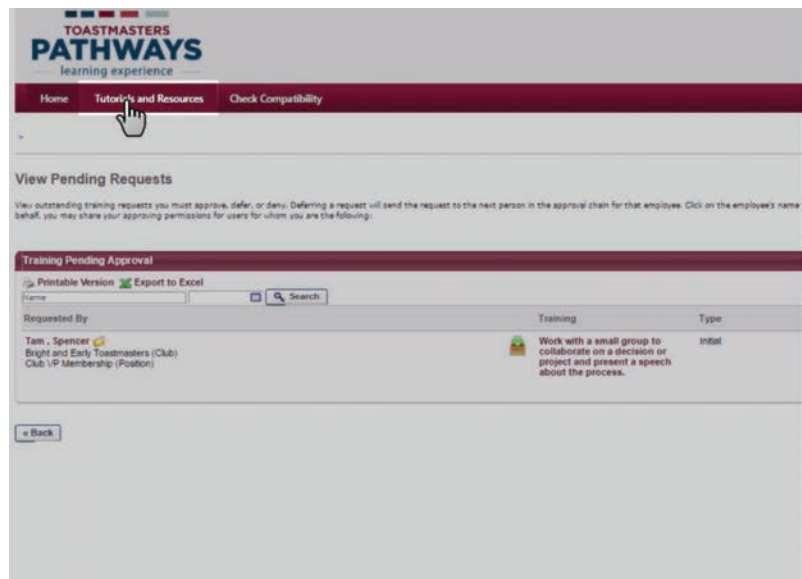 TOASTMASTERS
PATHWAYS
learning experience
Home Tutorials and Resources Check Compatibility
>
View Pending Requests
View outstanding training requests you must approve, defer, or deny. Deferring a request will send the request to the next person in the approval chain for that employee. Click on the employee's name
behalf, you may share your approving permissions for users for whom you are the following:
Training Pending Approval
Printable Version Export to Excel
Name Search
Requested By Training Type
Tam , Spencer Work with a small group to Initial
Bright and Early Toastmasters (Club) collaborate on a decision or
Club VP Membership (Position) project and present a speech
about the process.
« Back